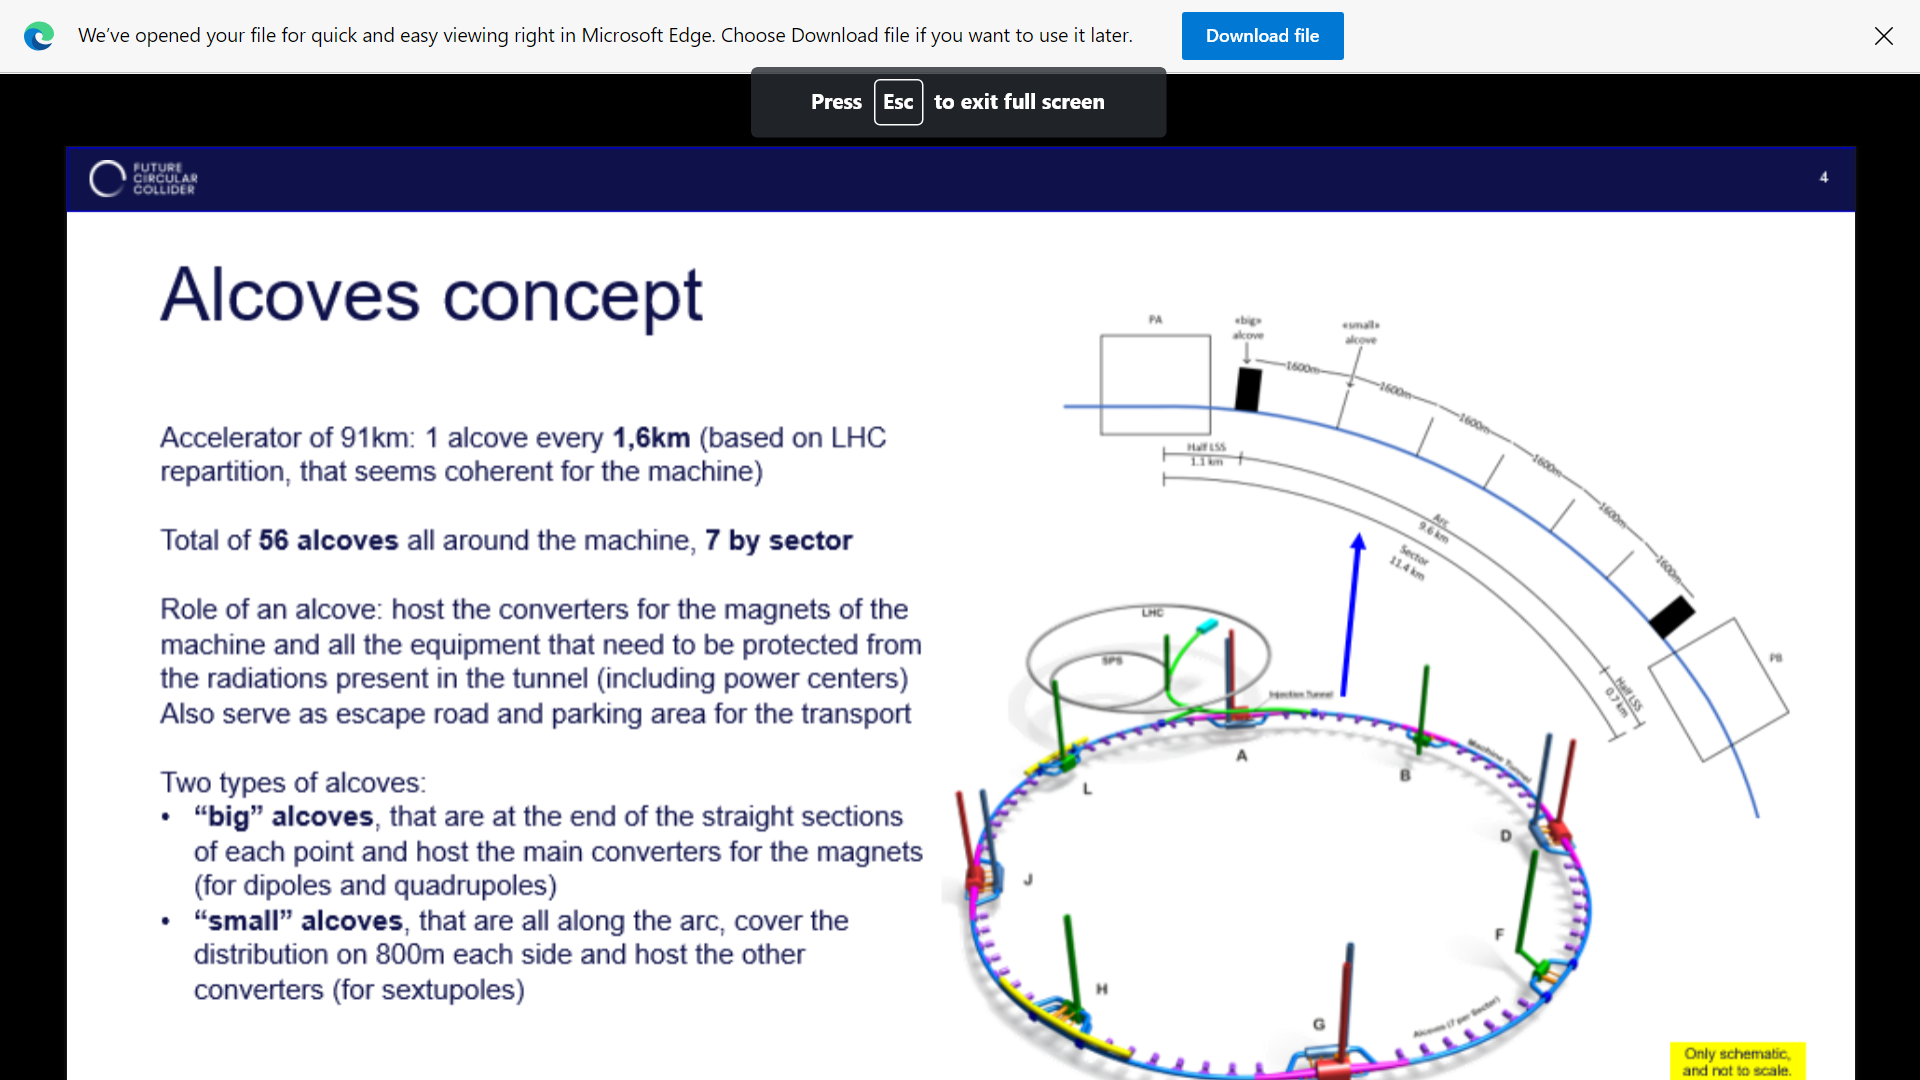 We've opened your file for quick and easy viewing right in Microsoft Edge. Choose Download file if you want to use it later.
Download file
Press Esc to exit full screen
FUTURE
CIRCULAR
COLLIDER
4
Alcoves concept
Accelerator of 91km: 1 alcove every 1,6km (based on LHC
repartition, that seems coherent for the machine)
Total of 56 alcoves all around the machine, 7 by sector
Role of an alcove: host the converters for the magnets of the
machine and all the equipment that need to be protected from
the radiations present in the tunnel (including power centers)
Also serve as escape road and parking area for the transport
Two types of alcoves:
• “big” alcoves, that are at the end of the straight sections
of each point and host the main converters for the magnets
(for dipoles and quadrupoles)
• “small” alcoves, that are all along the arc, cover the
distribution on 800m each side and host the other
converters (for sextupoles)
PA
«big»
alcove
«small»
alcove
1600m
1600m
1600m
1600m
1600m
1600m
Half LSS
1.1 km
Arc
9.6 km
Sector
11.4 km
Half LSS
0.7 km
PB
LHC
SPS
Injection Tunnel
Machine Tunnel
A
B
L
D
J
F
H
G
Alcoves (7 per Sector)
Only schematic,
and not to scale.